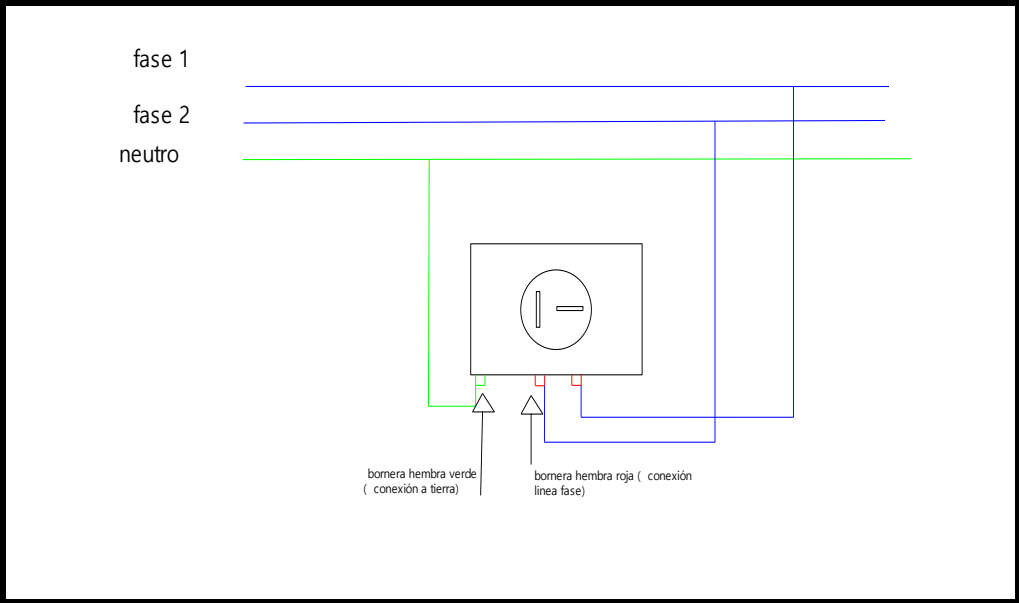 fase 1
fase 2
neutro
bornera hembra verde
( conexión a tierra)
bornera hembra roja ( conexión
linea fase)